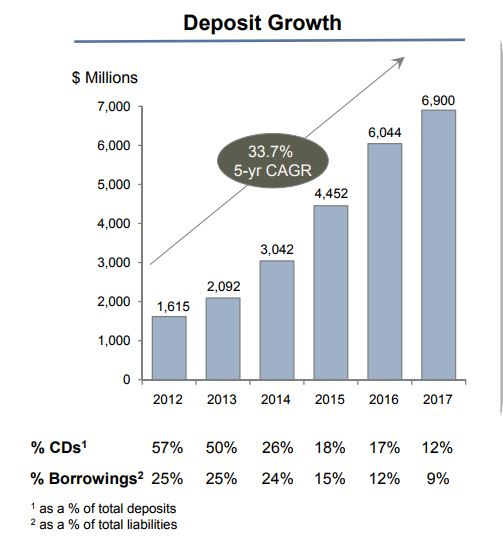 Deposit Growth
$ Millions
7,000
6,000
5,000
4,000
3,000
2,000
1,000
0
33.7%
5-yr CAGR
1,615
2,092
3,042
4,452
6,044
6,900
2012 2013 2014 2015 2016 2017
% CDs¹ 57% 50% 26% 18% 17% 12%
% Borrowings² 25% 25% 24% 15% 12% 9%
¹ as a % of total deposits
² as a % of total liabilities